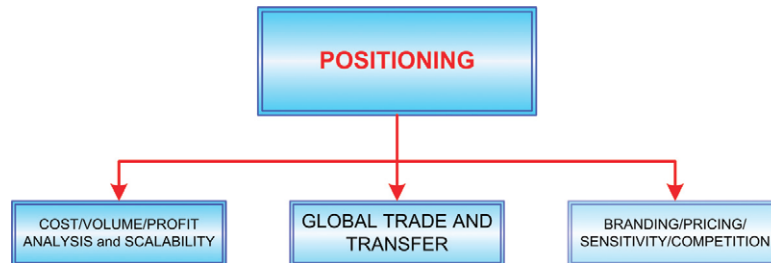 POSITIONING
COST/VOLUME/PROFIT
ANALYSIS and SCALABILITY
GLOBAL TRADE AND
TRANSFER
BRANDING/PRICING/
SENSITIVITY/COMPETITION